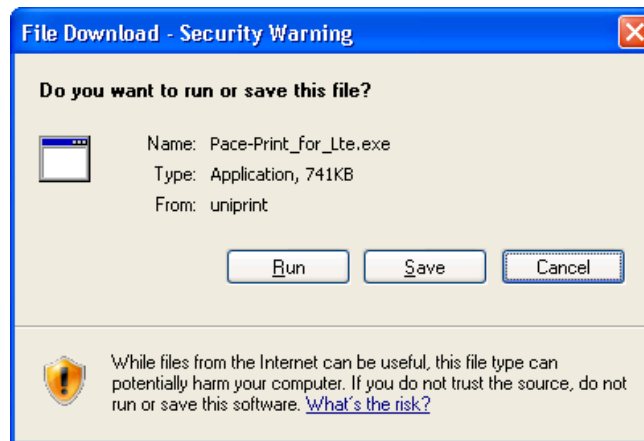 File Download - Security Warning
Do you want to run or save this file?
Name: Pace-Print_for_Lte.exe
Type: Application, 741KB
From: uniprint
Run Save Cancel
While files from the Internet can be useful, this file type can
potentially harm your computer. If you do not trust the source, do not
run or save this software. What's the risk?